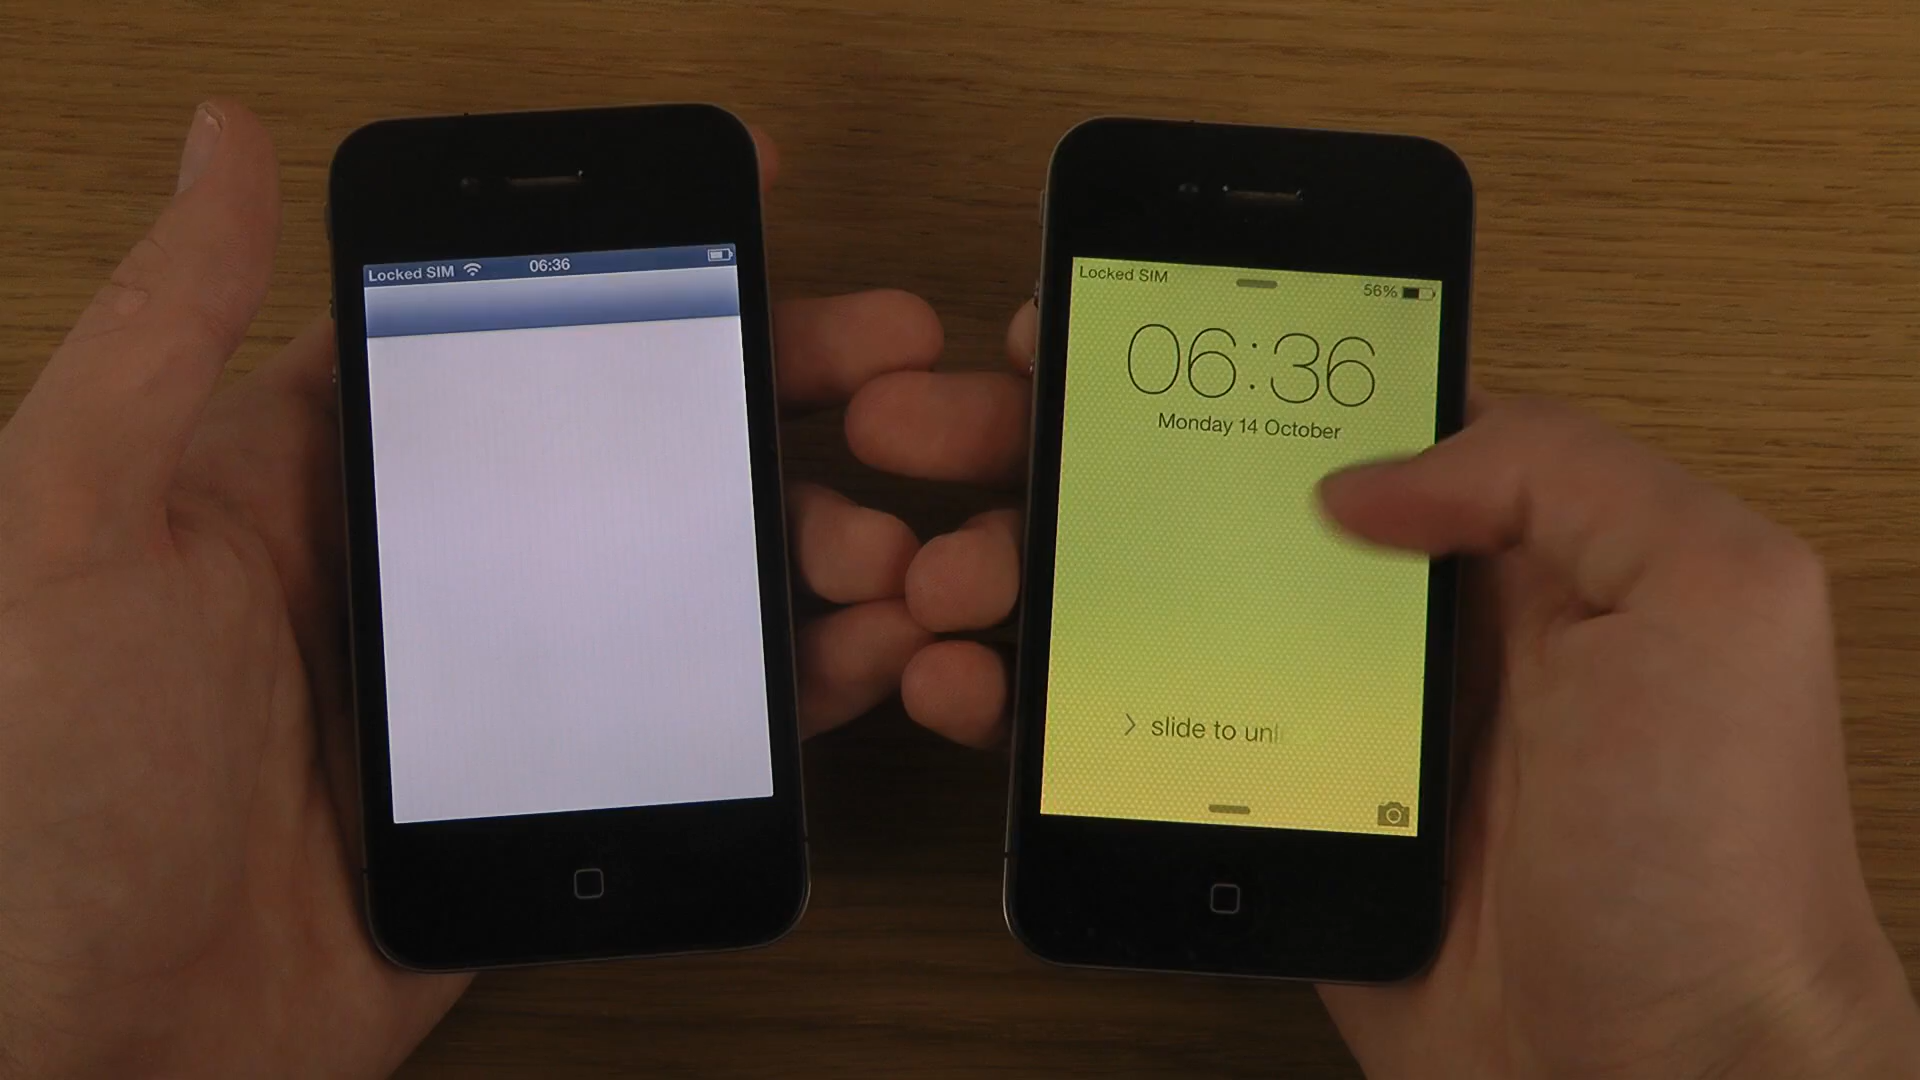 Locked SIM 06:36
Locked SIM
56%
06:36
Monday 14 October
slide to unl